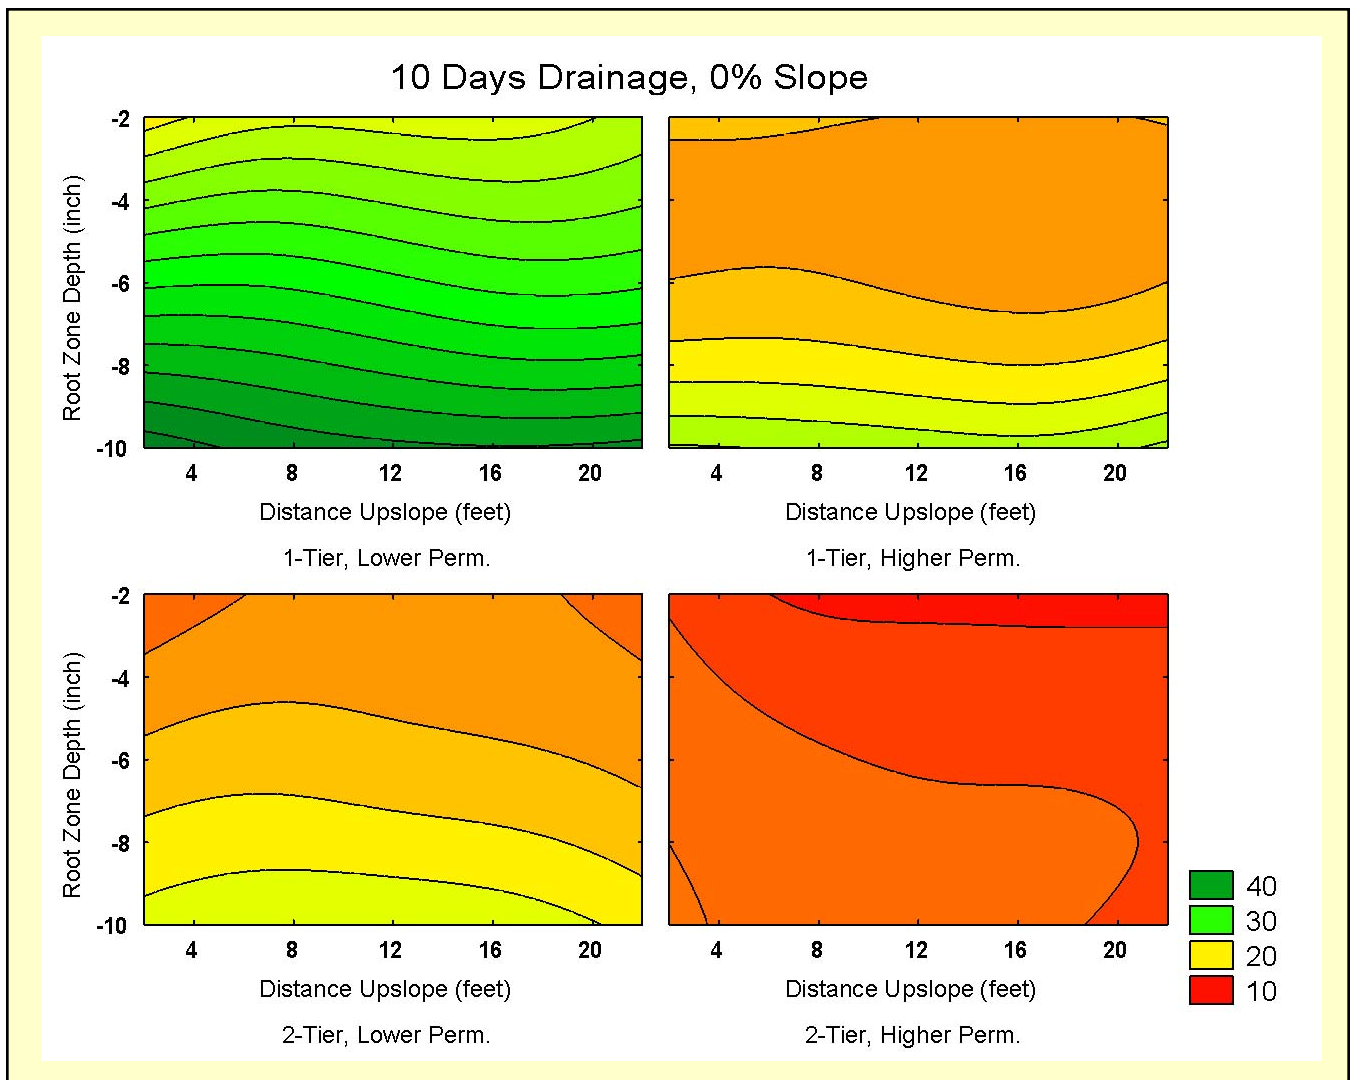 10 Days Drainage, 0% Slope
Root Zone Depth (inch)
-2
-4
-6
-8
-10
4 8 12 16 20
4 8 12 16 20
Distance Upslope (feet)
Distance Upslope (feet)
1-Tier, Lower Perm.
1-Tier, Higher Perm.
Root Zone Depth (inch)
-2
-4
-6
-8
-10
4 8 12 16 20
4 8 12 16 20
Distance Upslope (feet)
Distance Upslope (feet)
2-Tier, Lower Perm.
2-Tier, Higher Perm.
40
30
20
10